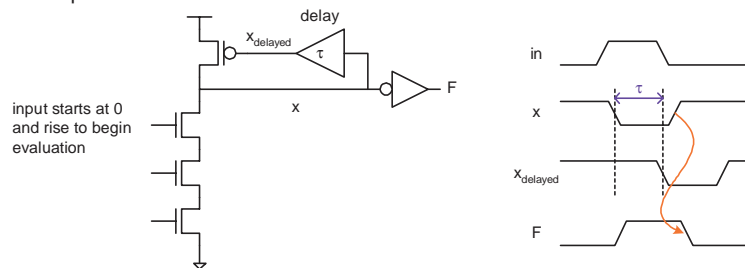 delay
x_delayed
τ
F
x
input starts at 0
and rise to begin
evaluation
in
τ
x
x_delayed
F